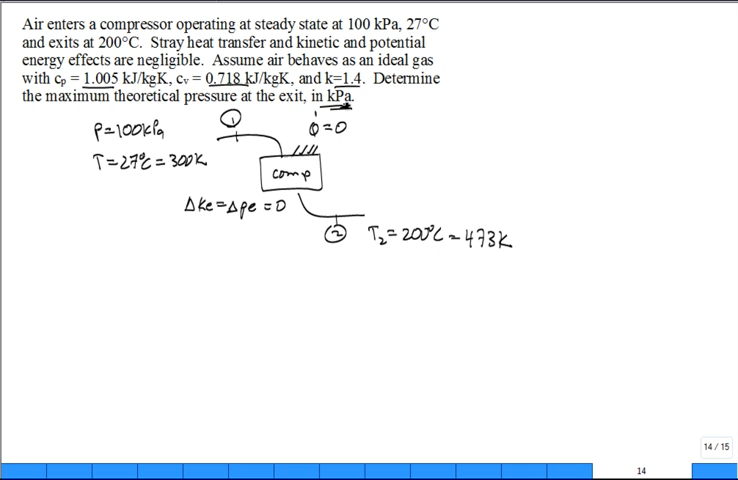 Air enters a compressor operating at steady state at 100 kPa, 27°C
and exits at 200°C. Stray heat transfer and kinetic and potential
energy effects are negligible. Assume air behaves as an ideal gas
with cp = 1.005 kJ/kgK, cv = 0.718 kJ/kgK, and k=1.4. Determine
the maximum theoretical pressure at the exit, in kPa.
1
P=100kPa
Q̇=0
T=27°C=300K
comp
Δke=Δpe=0
2 T₂=200°C=473K
14 / 15
14